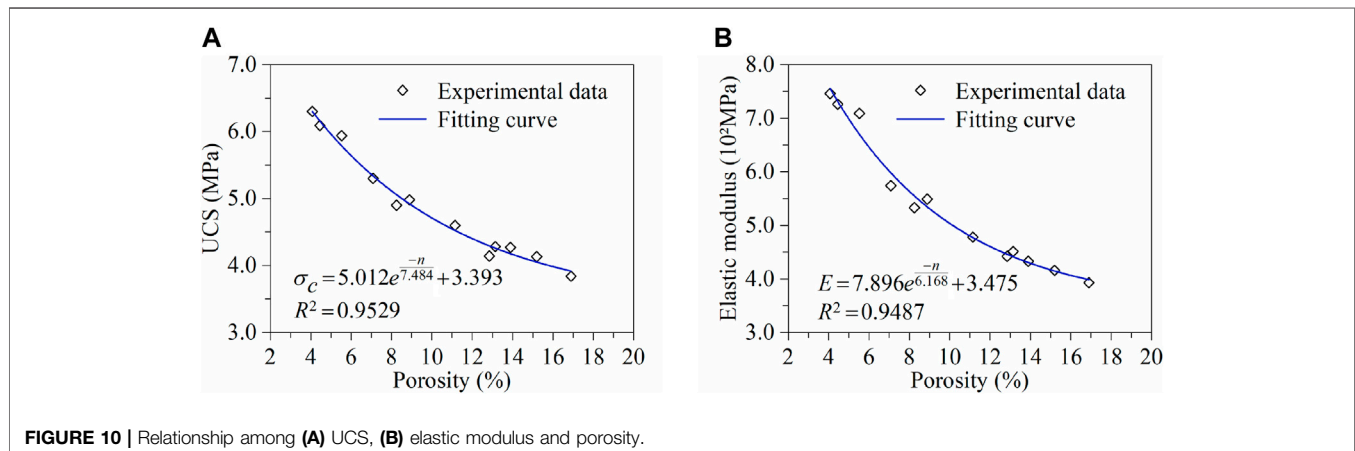 A
7.0
6.0
5.0
4.0
3.0
UCS (MPa)
Experimental data
Fitting curve
σc=5.012e^(-n/7.484)+3.393
R²=0.9529
2 4 6 8 10 12 14 16 18 20
Porosity (%)
B
8.0
7.0
6.0
5.0
4.0
3.0
Elastic modulus (10²MPa)
Experimental data
Fitting curve
E=7.896e^(-n/6.168)+3.475
R²=0.9487
2 4 6 8 10 12 14 16 18 20
Porosity (%)
FIGURE 10 | Relationship among (A) UCS, (B) elastic modulus and porosity.